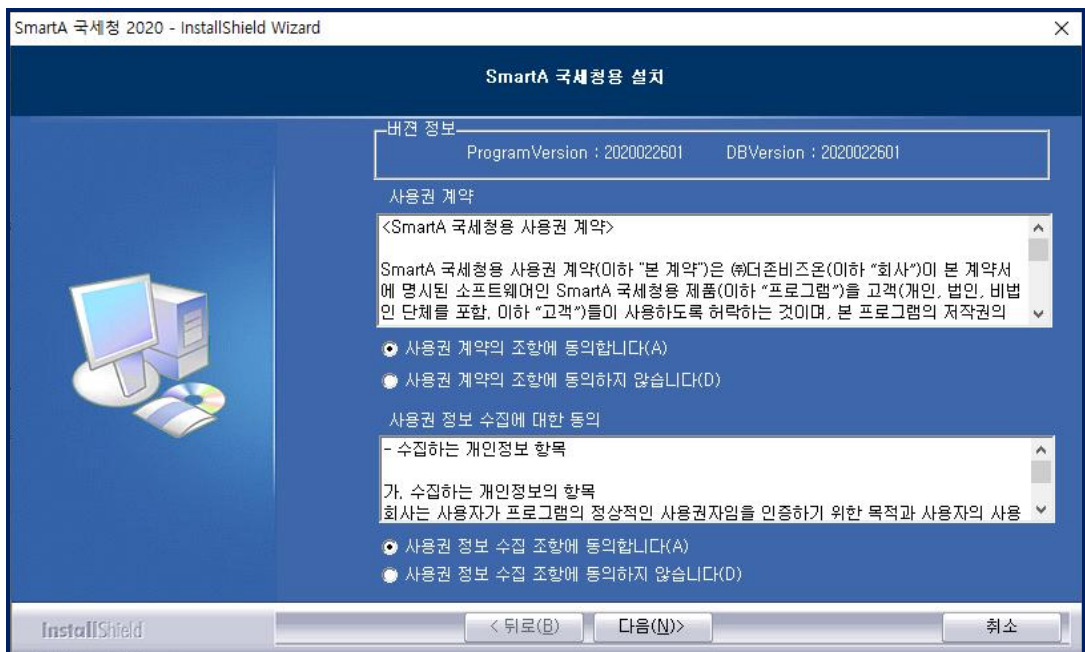 SmartA 국세청 2020 - InstallShield Wizard
SmartA 국세청용 설치
버젼 정보
ProgramVersion : 2020022601 DBVersion : 2020022601
사용권 계약
<SmartA 국세청용 사용권 계약>
SmartA 국세청용 사용권 계약(이하 "본 계약")은 ㈜더존비즈온(이하 "회사")이 본 계약서
에 명시된 소프트웨어인 SmartA 국세청용 제품(이하 "프로그램")을 고객(개인, 법인, 비법
인 단체를 포함, 이하 "고객")들이 사용하도록 허락하는 것이며, 본 프로그램의 저작권의
사용권 계약의 조항에 동의합니다(A)
사용권 계약의 조항에 동의하지 않습니다(D)
사용권 정보 수집에 대한 동의
- 수집하는 개인정보 항목
가. 수집하는 개인정보의 항목
회사는 사용자가 프로그램의 정상적인 사용권자임을 인증하기 위한 목적과 사용자의 사용
사용권 정보 수집 조항에 동의합니다(A)
사용권 정보 수집 조항에 동의하지 않습니다(D)
InstallShield
< 뒤로(B) 다음(N)> 취소